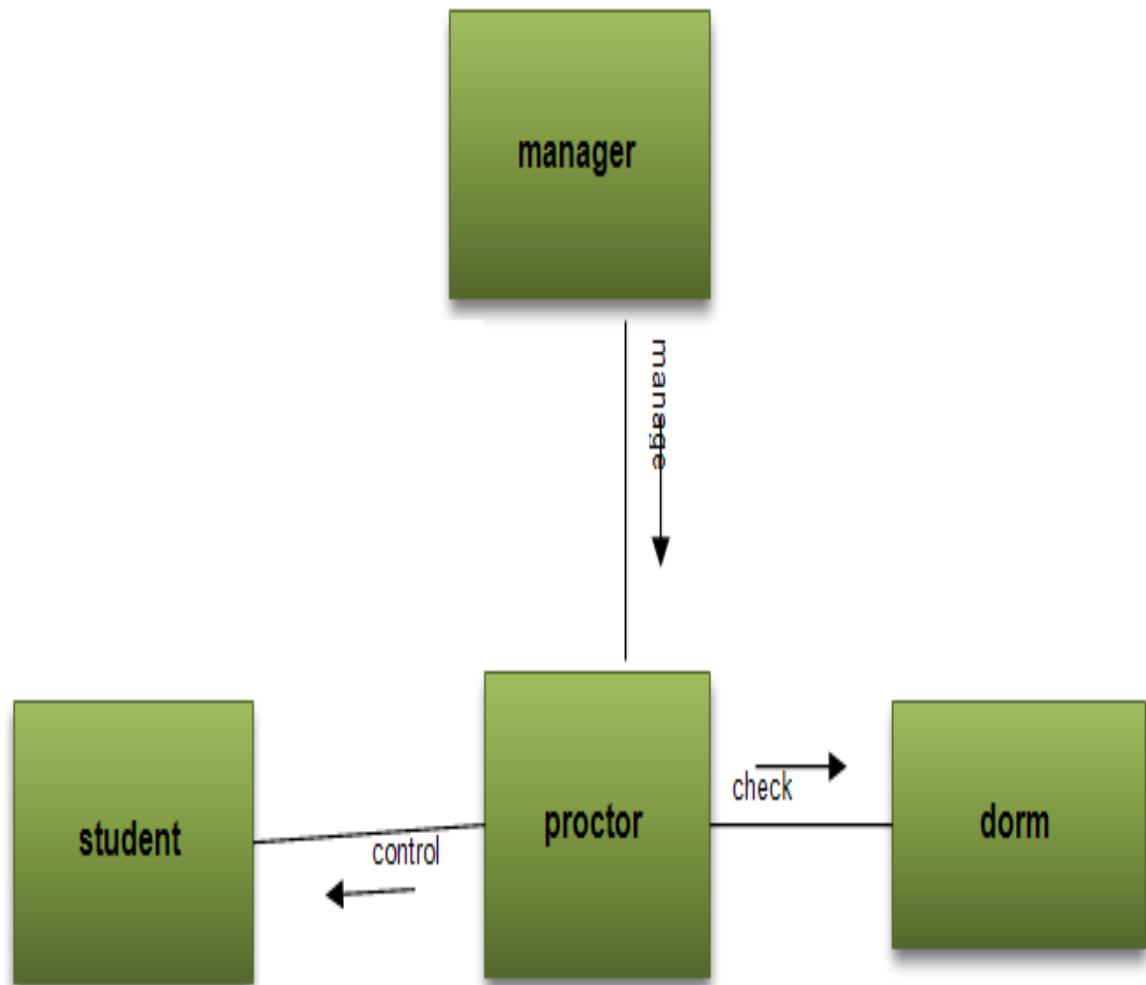 manager
manage
check
student
control
proctor
dorm